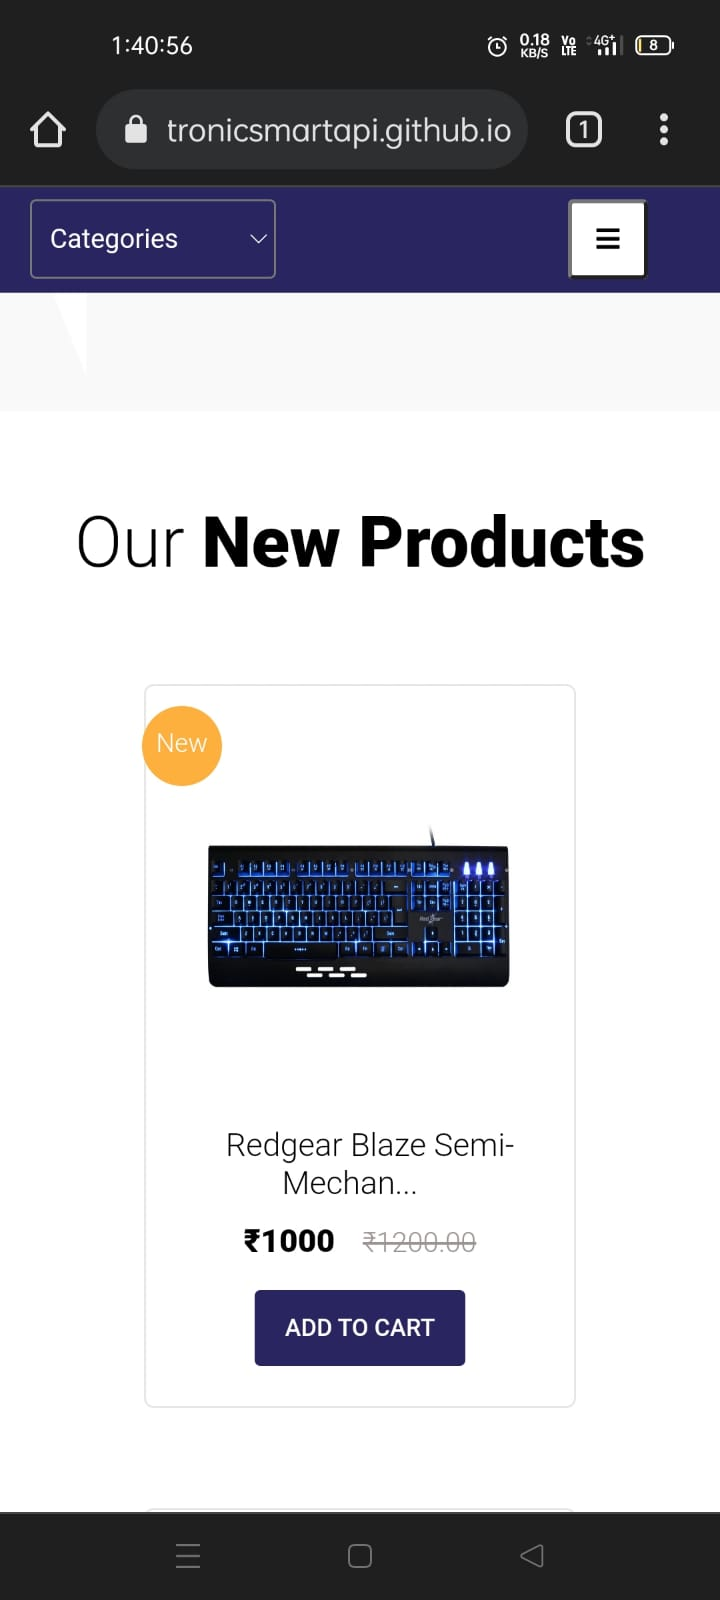 1:40:56
0.18
KB/S
Vo
LTE
4G+
8
tronicsmartapi.github.io
1
Categories
Our New Products
New
Redgear
Redgear Blaze Semi-
Mechan...
₹1000 ₹1200.00
ADD TO CART